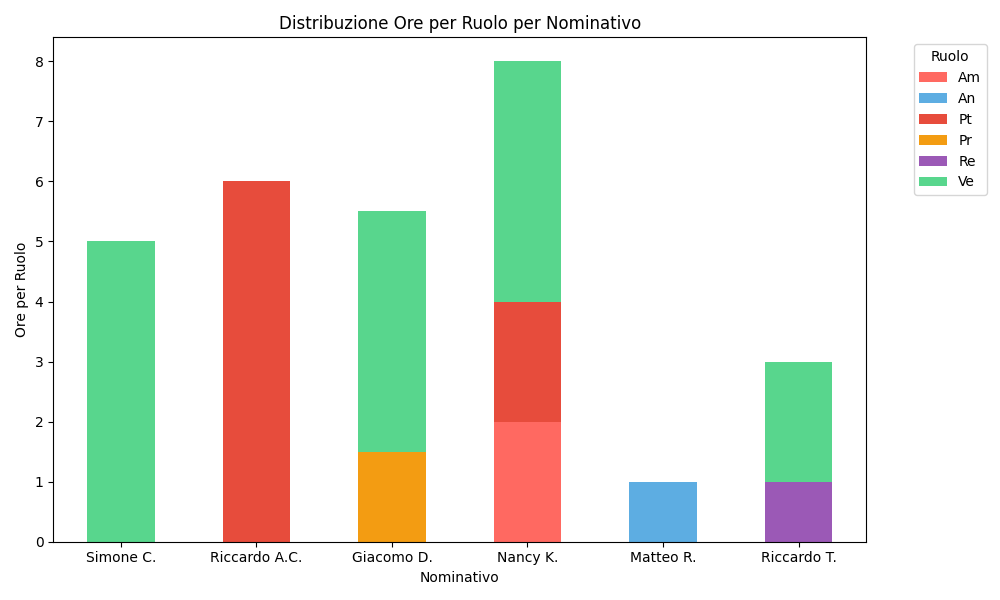 Distribuzione Ore per Ruolo per Nominativo
Ruolo
Am
An
Pt
Pr
Re
Ve
Ore per Ruolo
8
7
6
5
4
3
2
1
0
Simone C. Riccardo A.C. Giacomo D. Nancy K. Matteo R. Riccardo T.
Nominativo